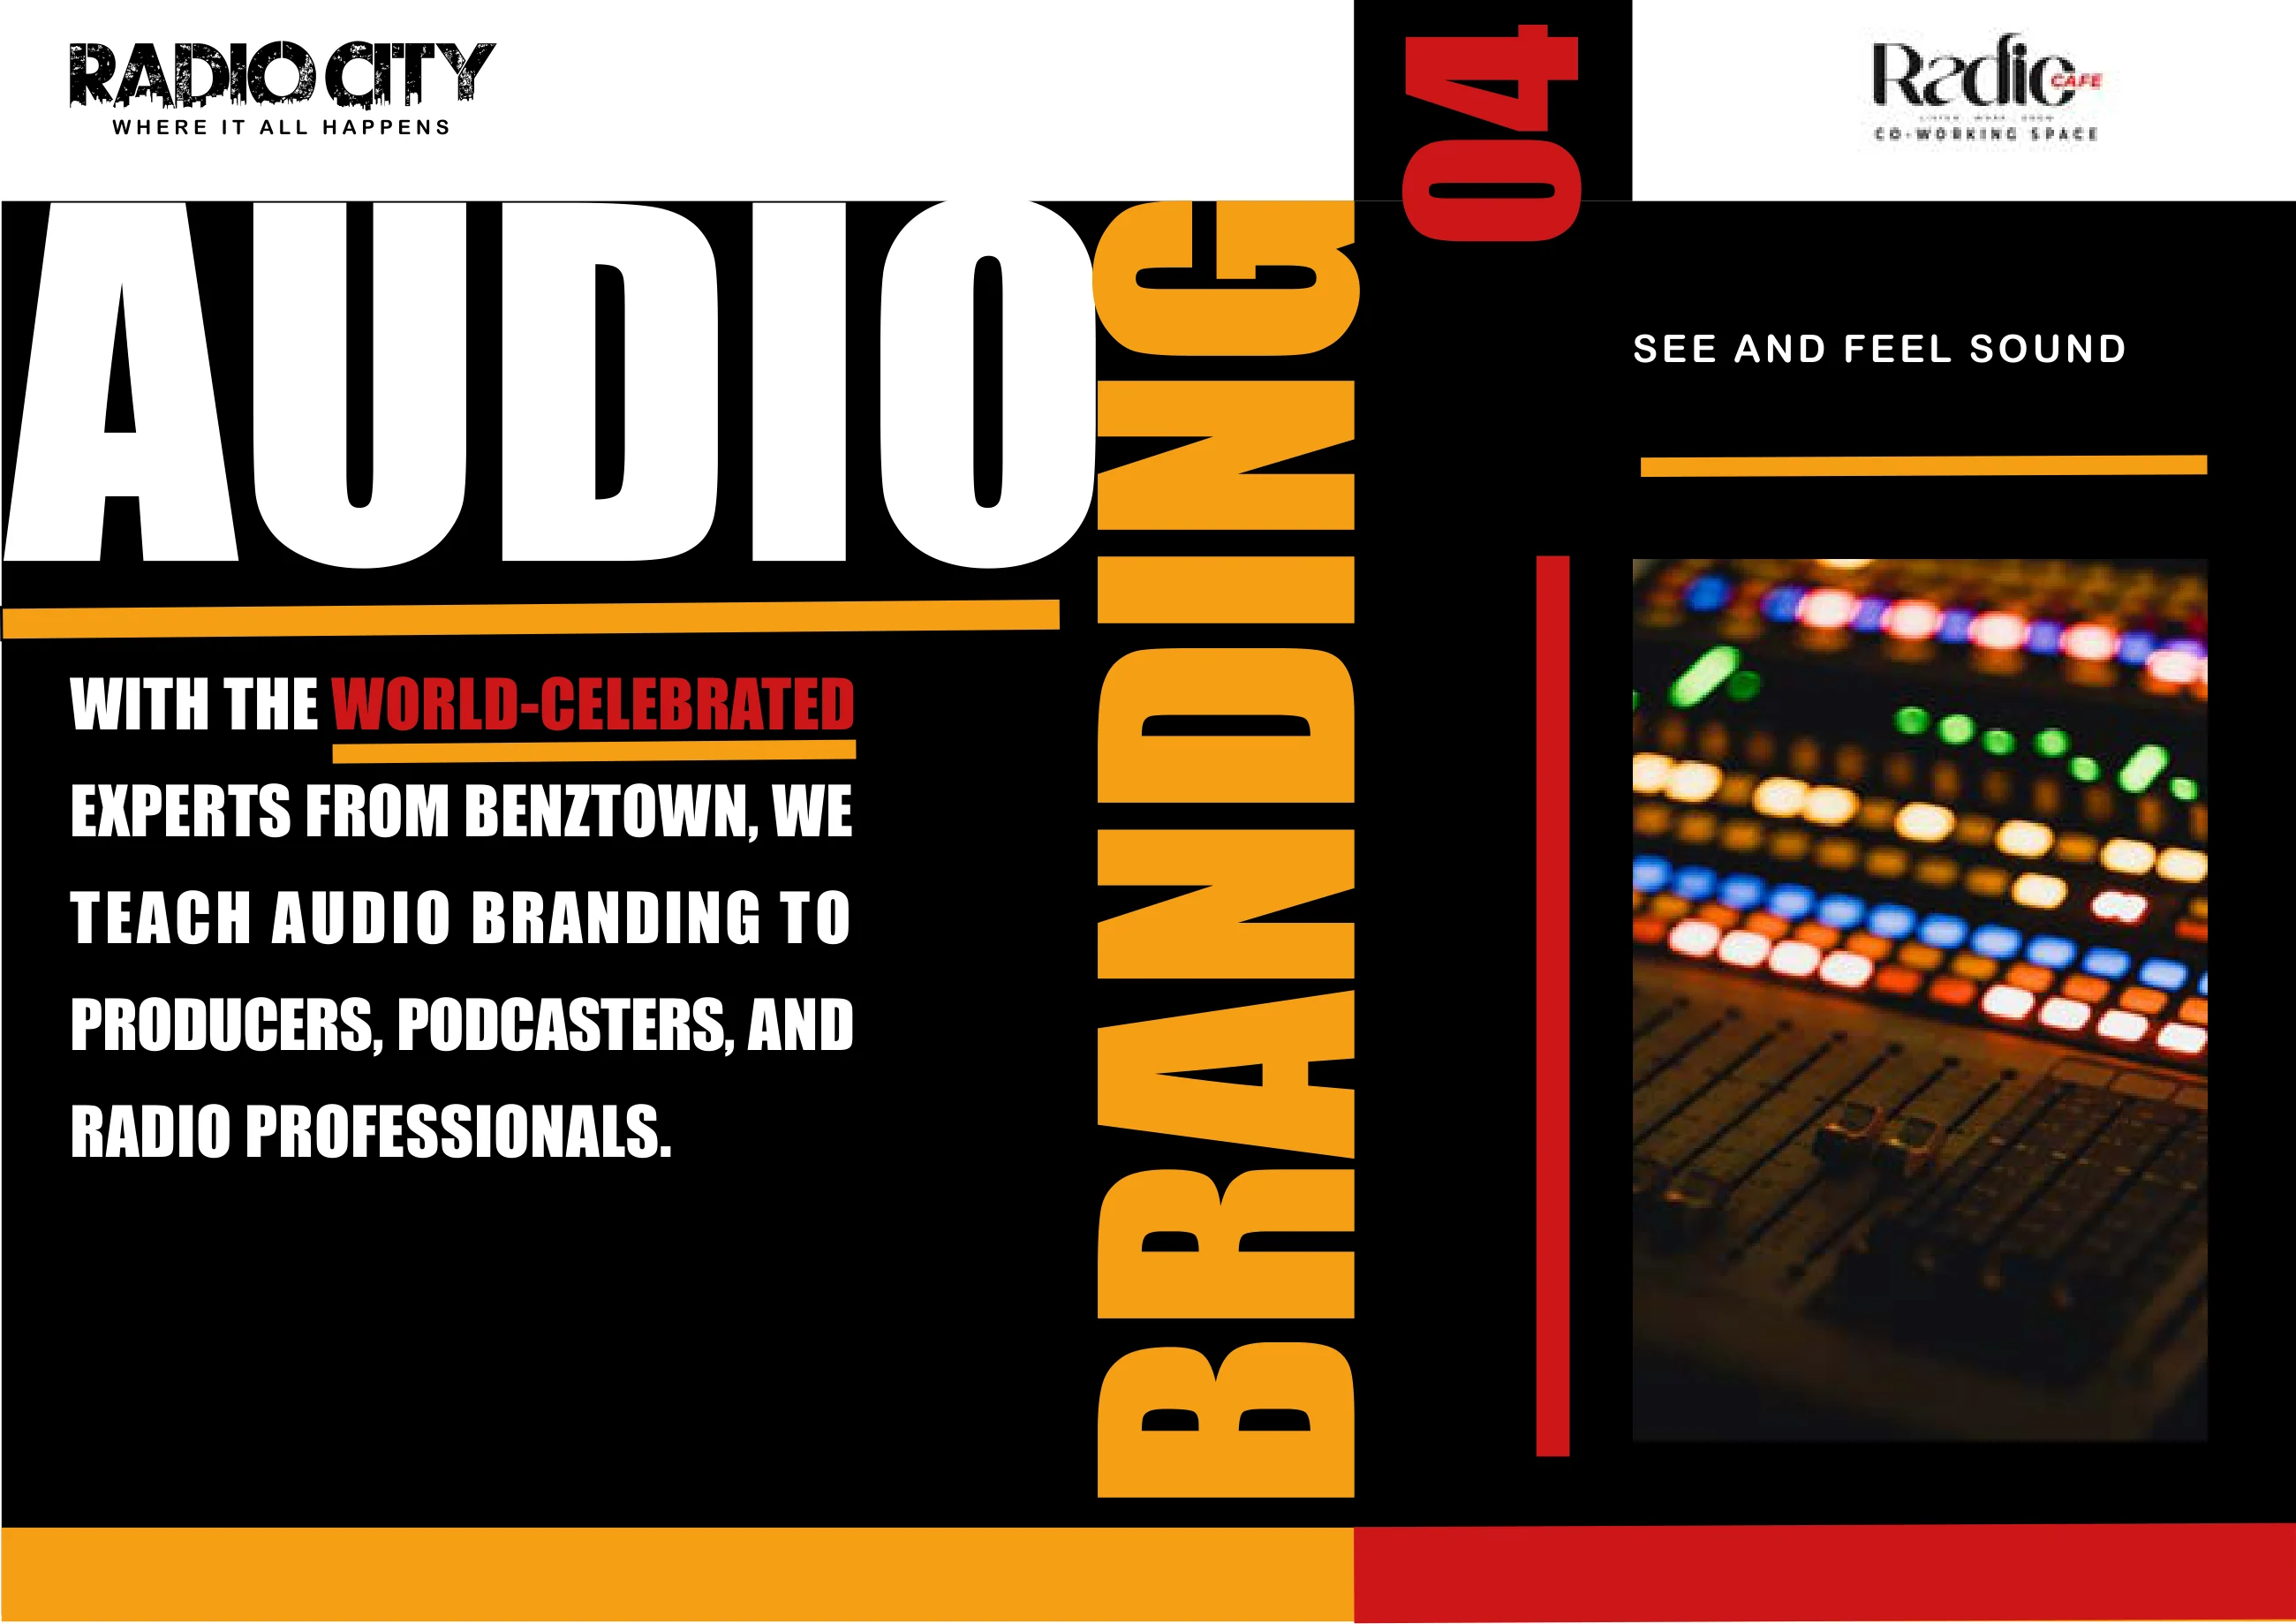 RADIO CITY
WHERE IT ALL HAPPENS
04
Radio
CAFE
CO-WORKING SPACE
AUDIO
BRANDING
SEE AND FEEL SOUND
WITH THE WORLD-CELEBRATED
EXPERTS FROM BENZTOWN, WE
TEACH AUDIO BRANDING TO
PRODUCERS, PODCASTERS, AND
RADIO PROFESSIONALS.